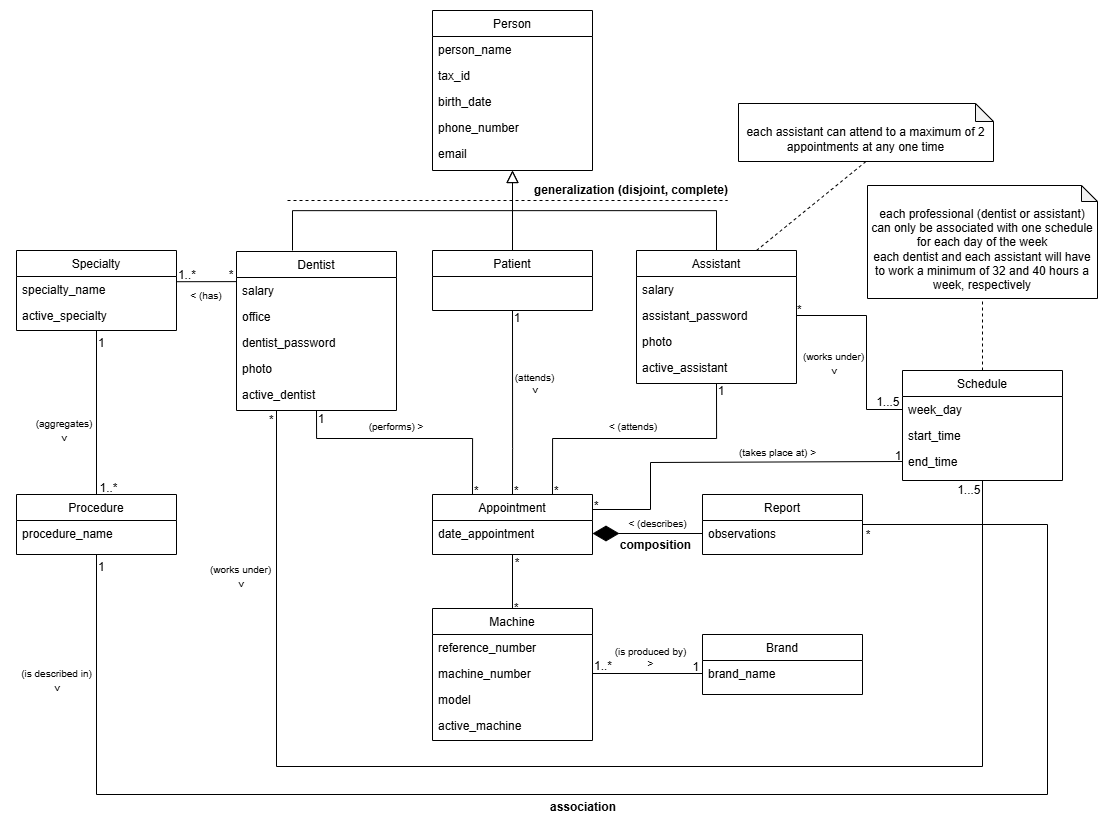 Person
person_name
tax_id
birth_date
phone_number
email
each assistant can attend to a maximum of 2
appointments at any one time
generalization (disjoint, complete)
each professional (dentist or assistant)
can only be associated with one schedule
for each day of the week
each dentist and each assistant will have
to work a minimum of 32 and 40 hours a
week, respectively
Specialty
specialty_name
active_specialty
1..*
*
< (has)
Dentist
salary
office
dentist_password
photo
active_dentist
Patient
Assistant
salary
assistant_password
photo
active_assistant
*
(works under)
v
1...5
Schedule
week_day
start_time
end_time
1
(aggregates)
v
1..*
1
(attends)
v
*
1
(performs) >
*
1
< (attends)
*
(takes place at) >
1
*
*
1...5
(works under)
v
Procedure
procedure_name
1
(is described in)
v
Appointment
date_appointment
< (describes)
composition
Report
observations
*
*
*
Machine
reference_number
machine_number
model
active_machine
(is produced by)
>
1..*
1
Brand
brand_name
association